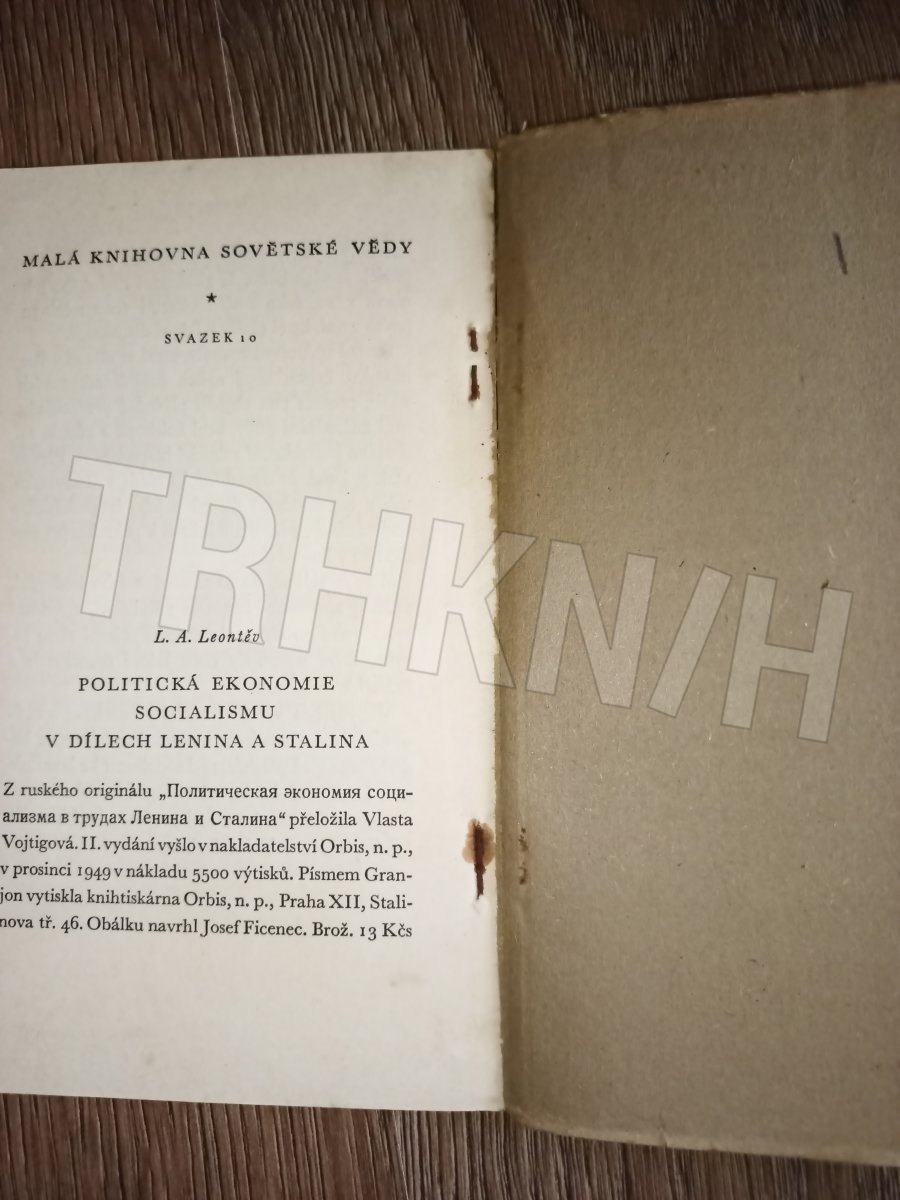 MALÁ KNIHOVNA SOVĚTSKÉ VĚDY
*
SVAZEK 10
L. A. Leontěv
POLITICKÁ EKONOMIE
SOCIALISMU
V DÍLECH LENINA A STALINA
Z ruského originálu „Политическая экономия соци-
ализма в трудах Ленина и Сталина“ přeložila Vlasta
Vojtigová. II. vydání vyšlo v nakladatelství Orbis, n. p.,
v prosinci 1949 v nákladu 5500 výtisků. Písmem Gran-
jon vytiskla knihtiskárna Orbis, n. p., Praha XII, Stali-
nova tř. 46. Obálku navrhl Josef Ficenec. Brož. 13 Kčs
TRHKNIH